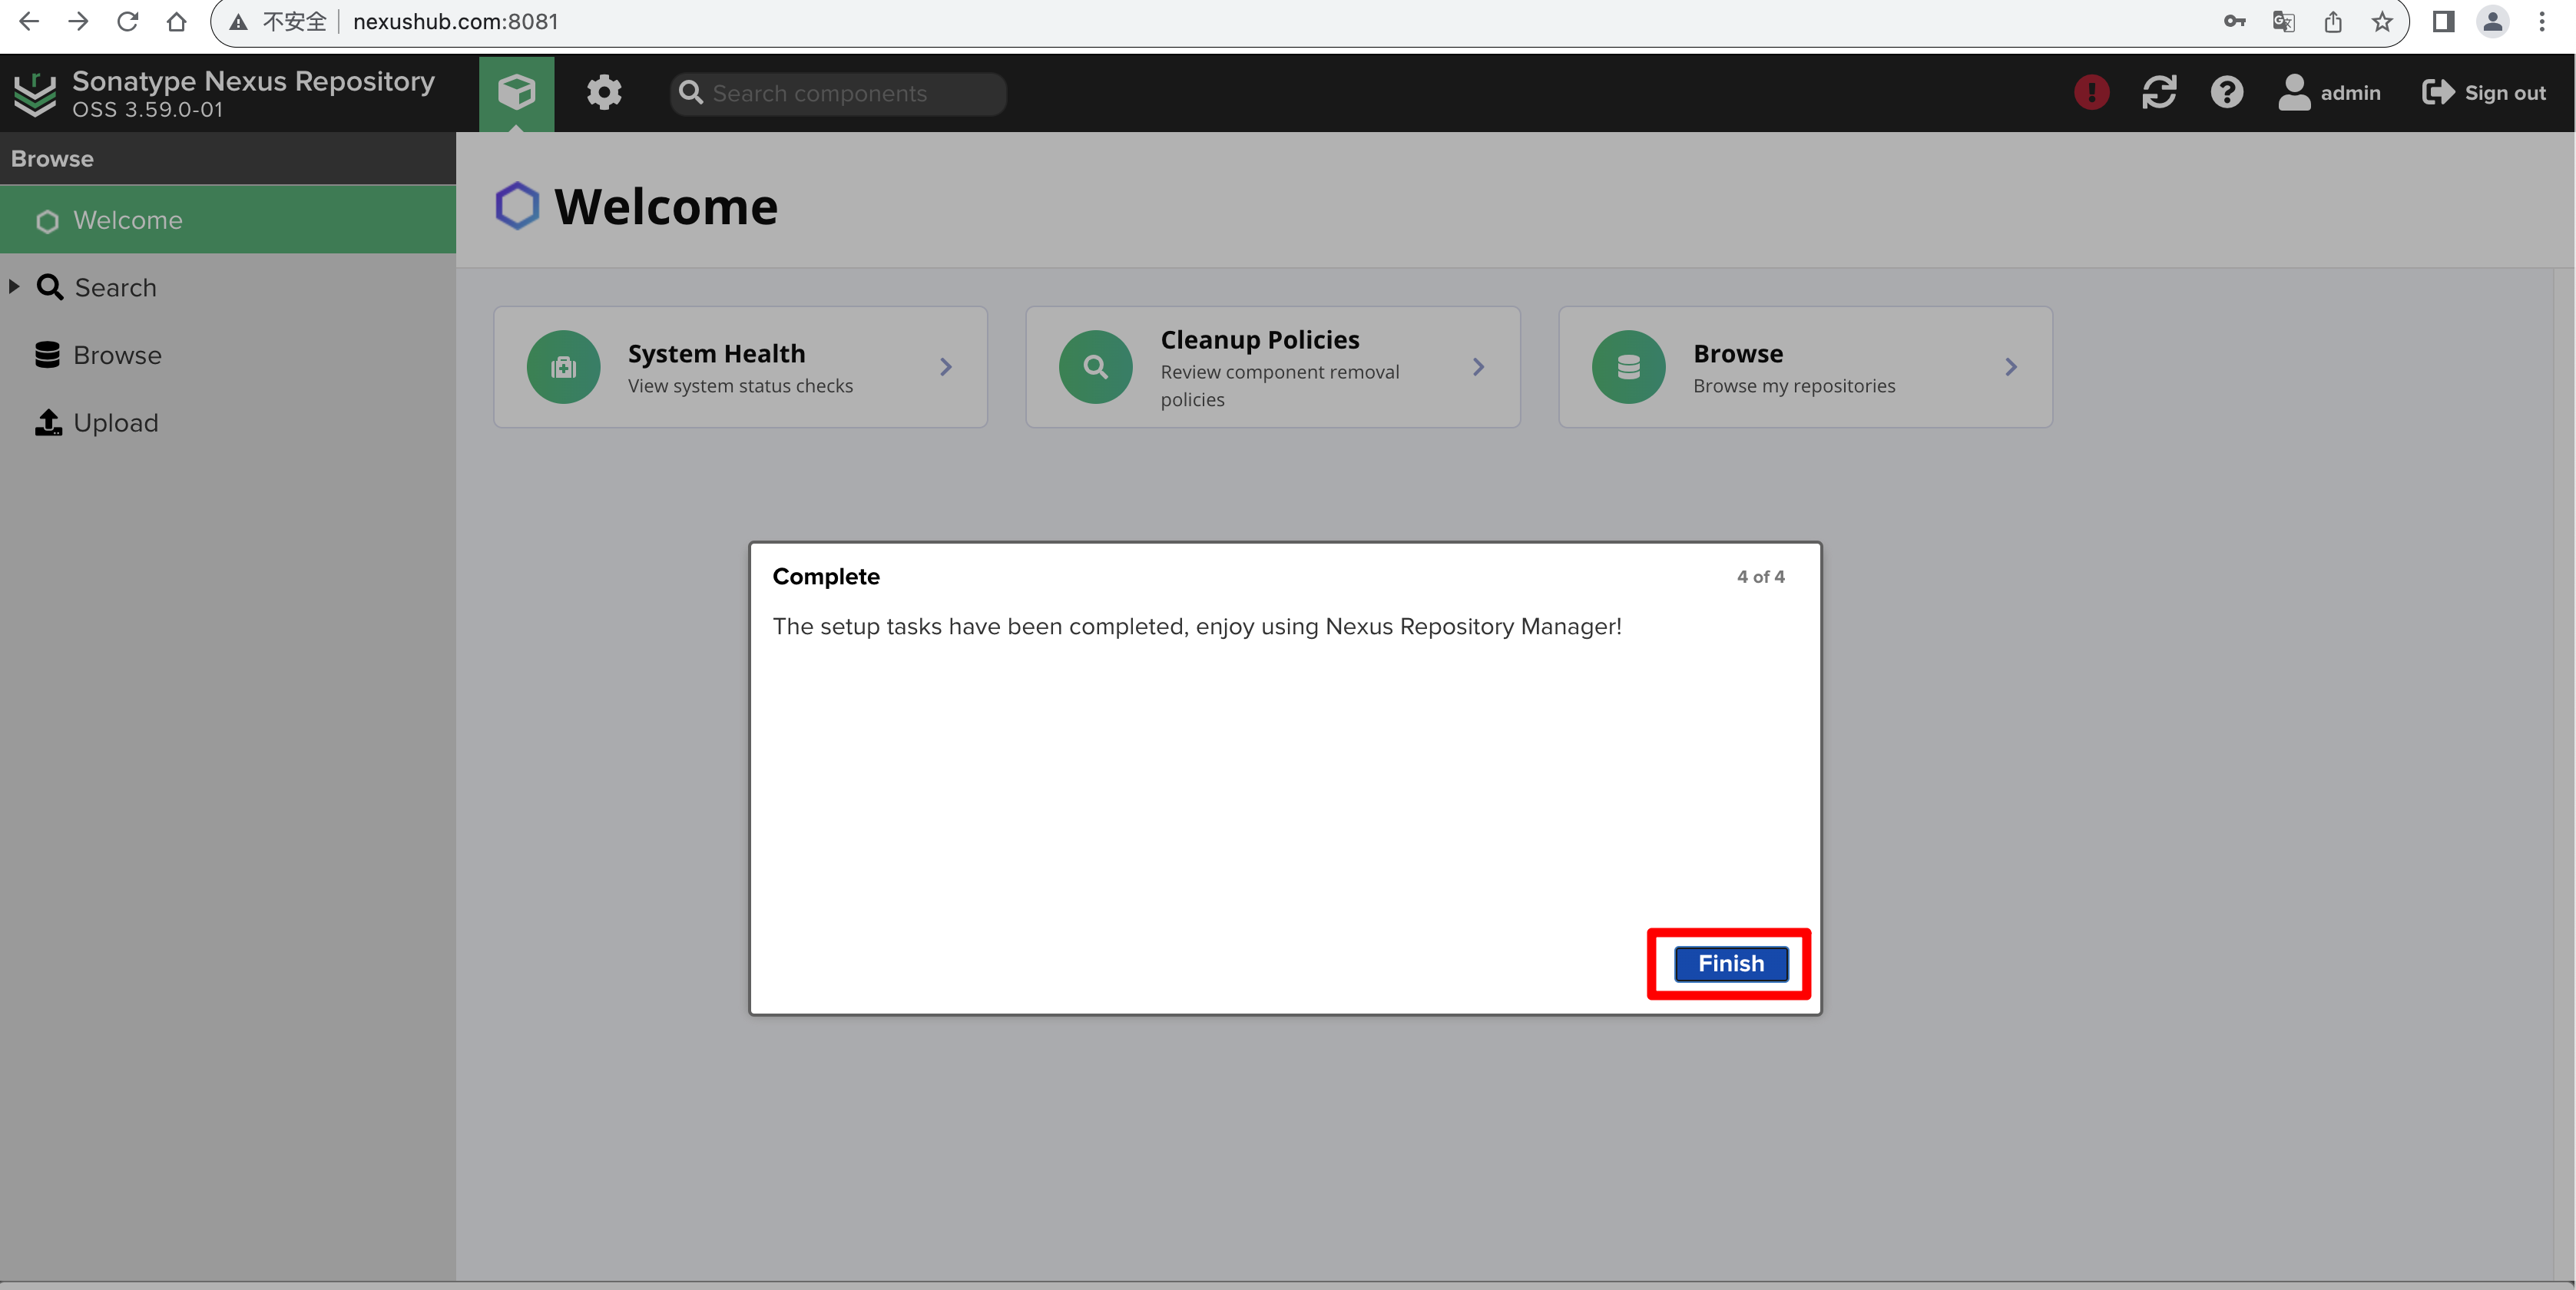 不安全 nexushub.com:8081
Sonatype Nexus Repository
OSS 3.59.0-01
Search components
admin
Sign out
Browse
Welcome
Search
Browse
Upload
Welcome
System Health
View system status checks
Cleanup Policies
Review component removal
policies
Browse
Browse my repositories
Complete
4 of 4
The setup tasks have been completed, enjoy using Nexus Repository Manager!
Finish